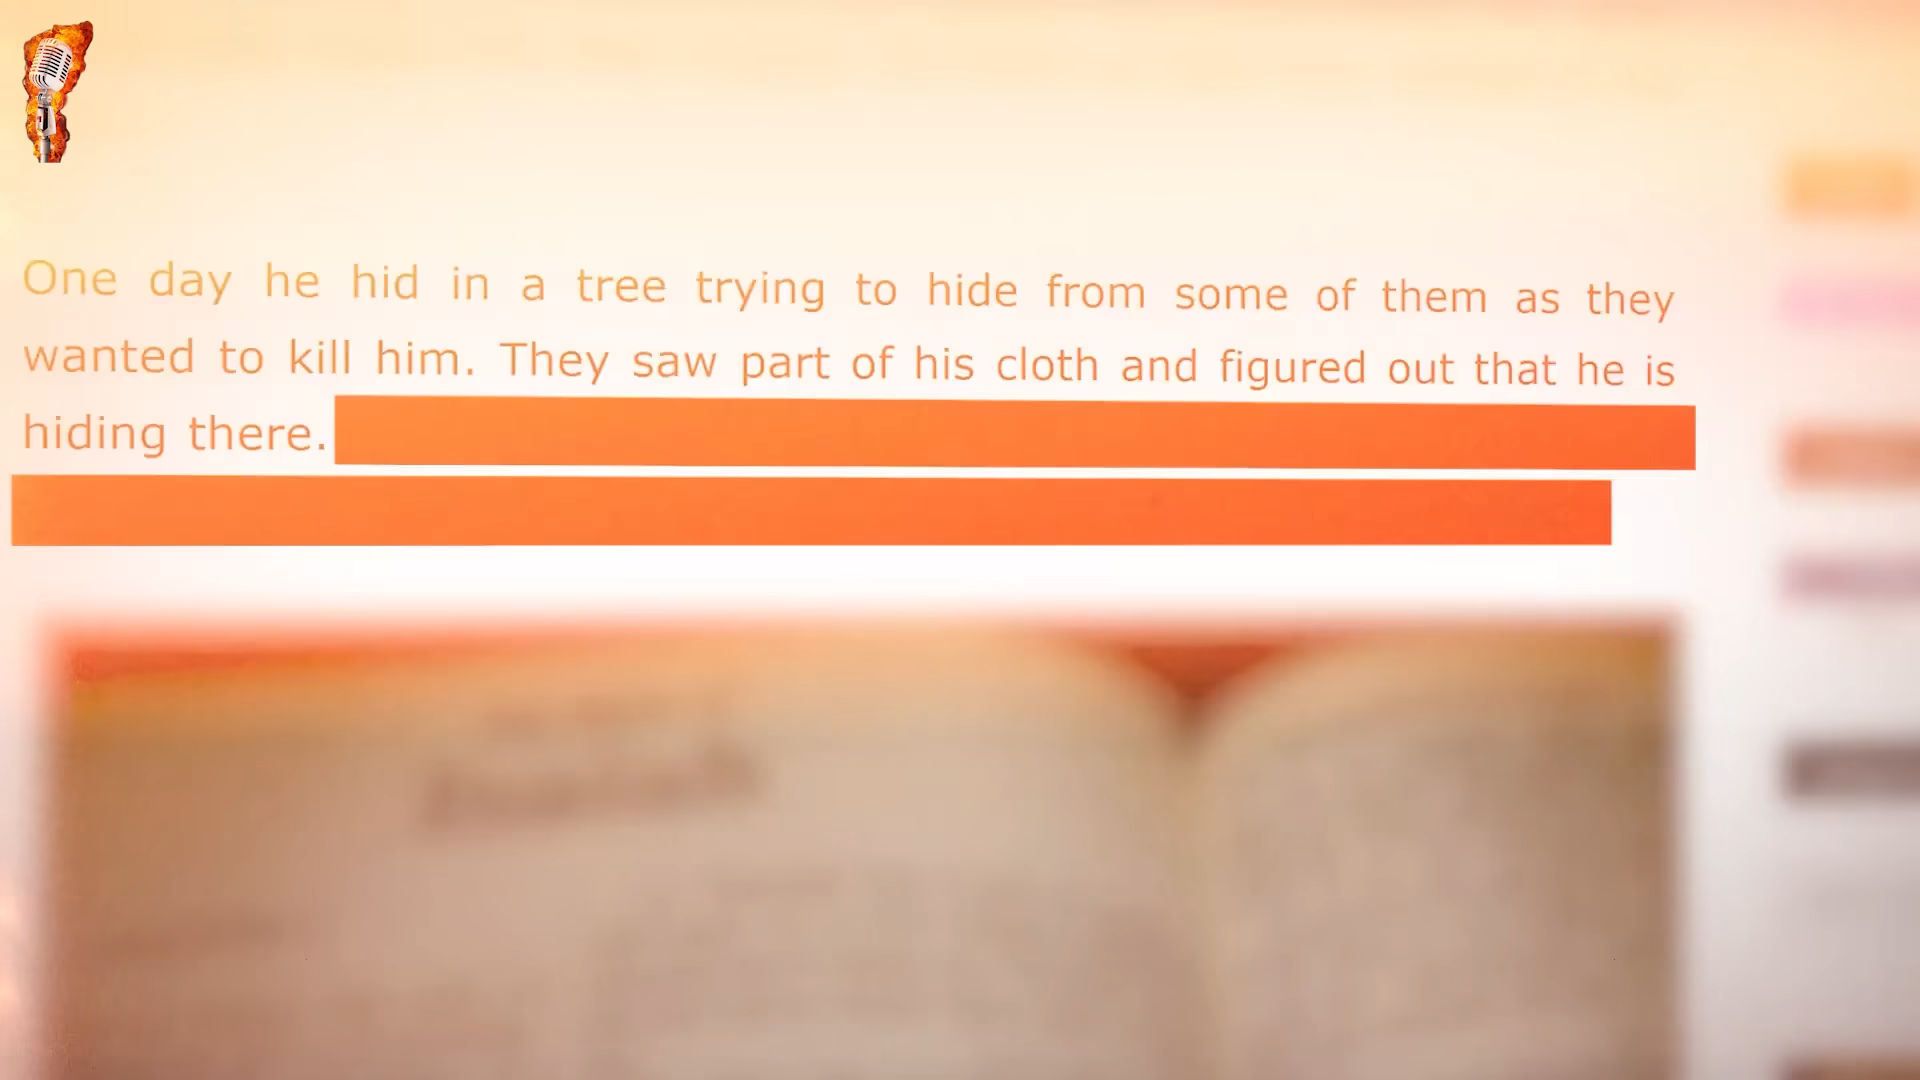 One day he hid in a tree trying to hide from some of them as they
wanted to kill him. They saw part of his cloth and figured out that he is
hiding there.